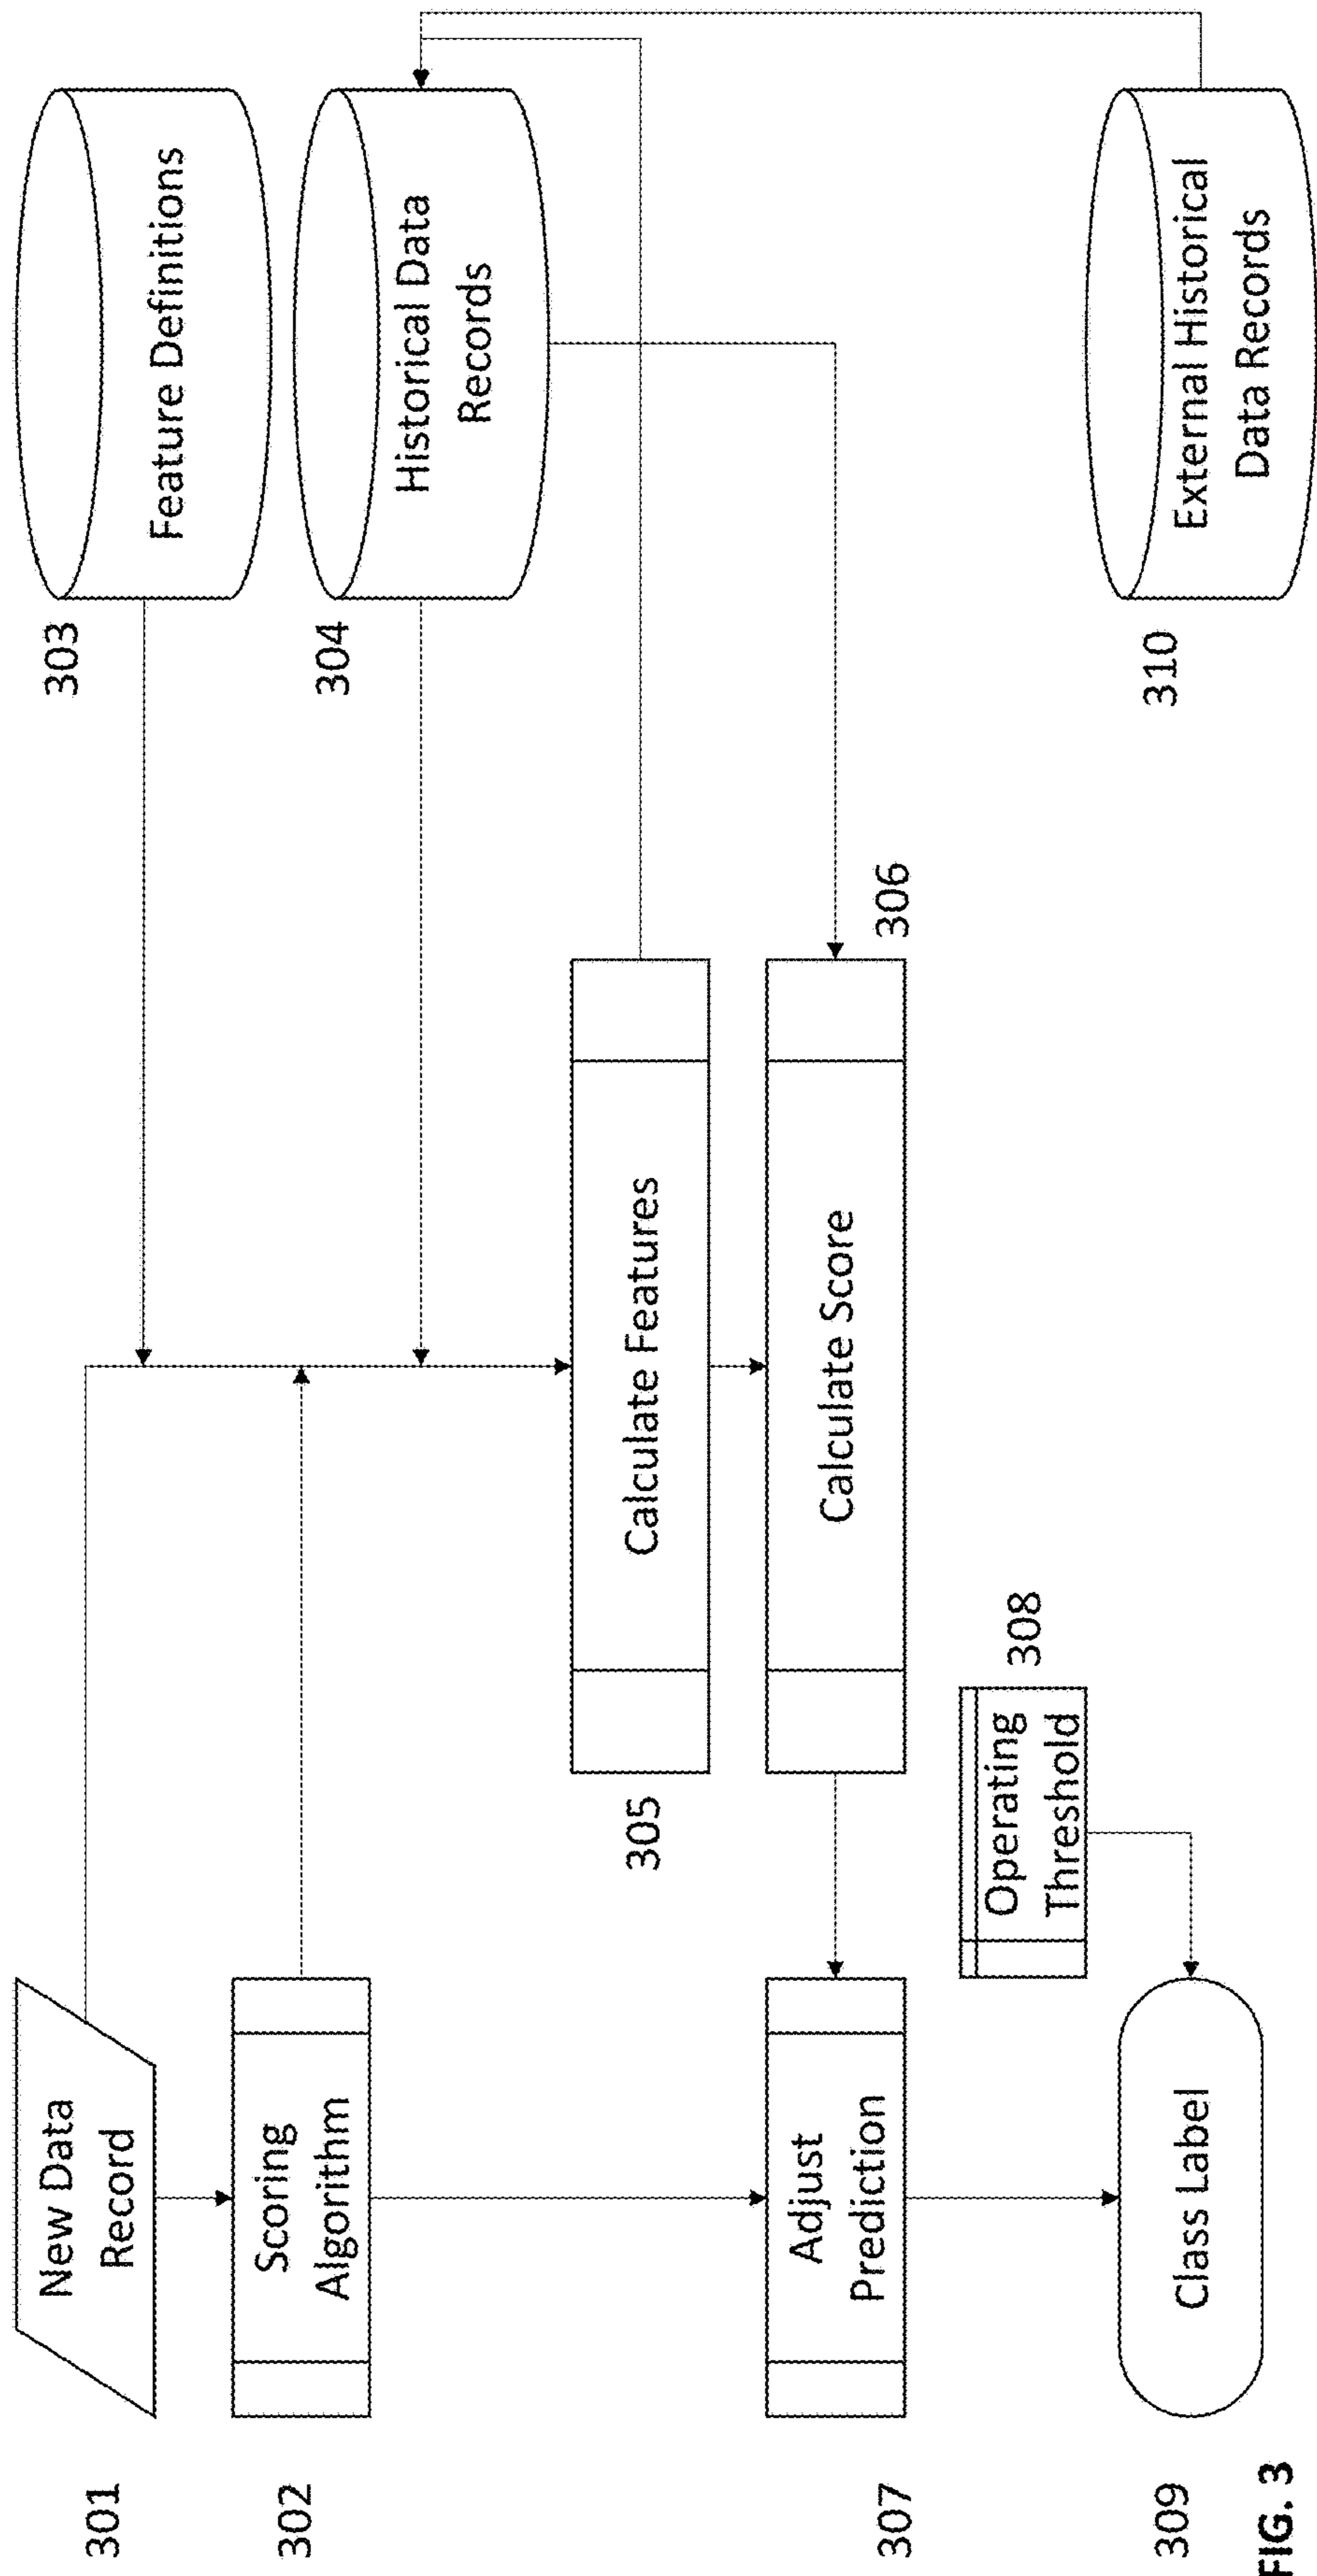 301
New Data
Record
Feature Definitions
303
302
Scoring
Algorithm
Historical Data
Records
304
305
Calculate Features
Calculate Score
306
307
Adjust
Prediction
Operating
Threshold
308
309
Class Label
External Historical
Data Records
310
FIG. 3